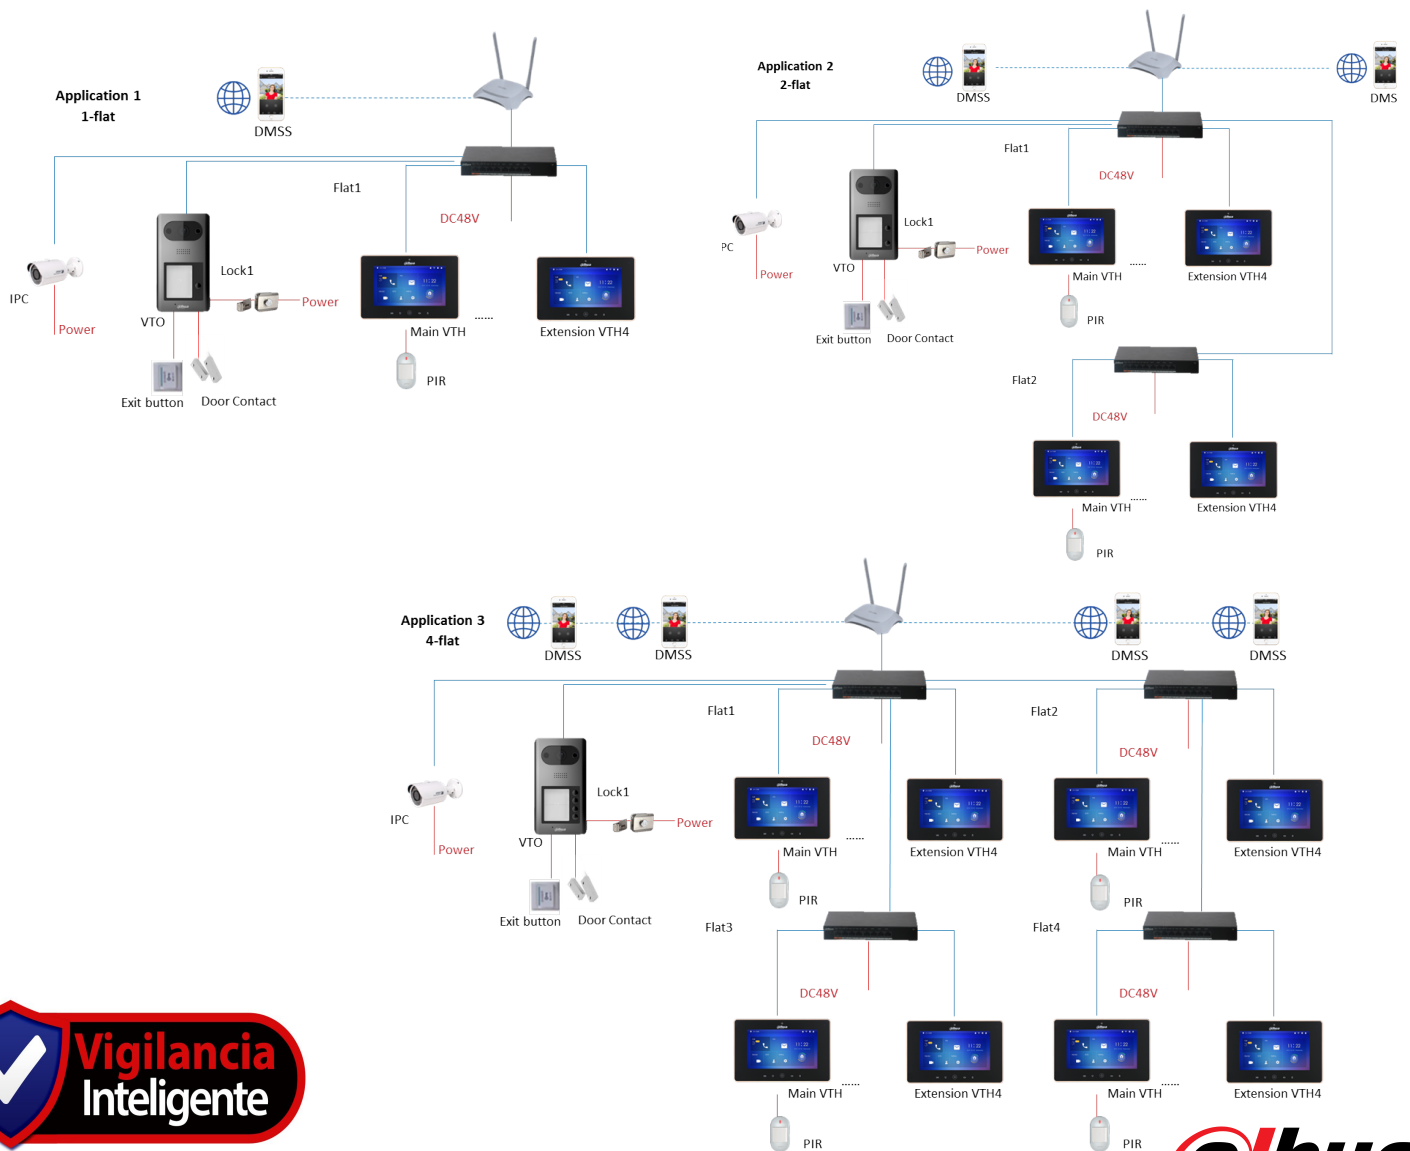 Application 1
1-flat
DMSS
Flat1
DC48V
Lock1
IPC
Power
VTO
Power
Main VTH
......
Extension VTH4
PIR
Exit button
Door Contact
Application 2
2-flat
DMSS
DMS
Flat1
DC48V
Lock1
PC
Power
VTO
Power
Main VTH
......
Extension VTH4
PIR
Exit button
Door Contact
Flat2
DC48V
Main VTH
......
Extension VTH4
PIR
Application 3
4-flat
DMSS
DMSS
DMSS
DMSS
Flat1
DC48V
Flat2
DC48V
Lock1
IPC
Power
VTO
Power
Main VTH
......
Extension VTH4
Main VTH
......
Extension VTH4
PIR
PIR
Exit button
Door Contact
Flat3
Flat4
DC48V
DC48V
Main VTH
......
Extension VTH4
Main VTH
......
Extension VTH4
PIR
PIR
Vigilancia
Inteligente